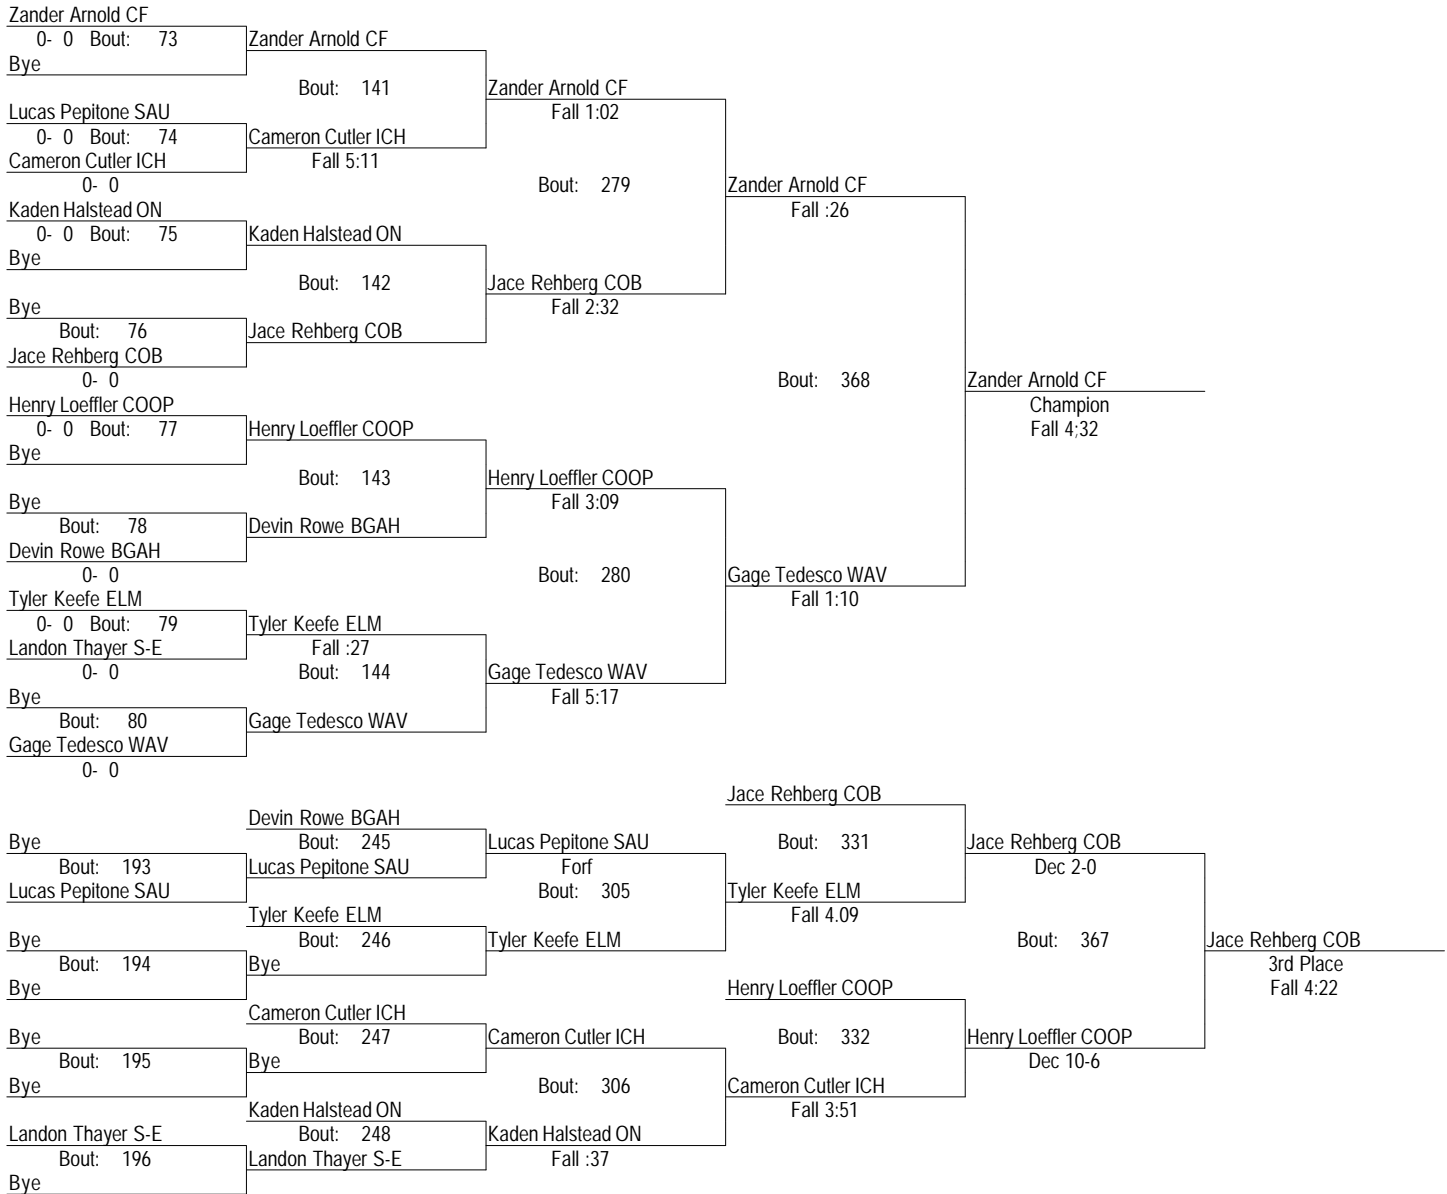 Zander Arnold CF
0- 0 Bout: 73 Zander Arnold CF
Bye
Bout: 141 Zander Arnold CF
Lucas Pepitone SAU Fall 1:02
0- 0 Bout: 74 Cameron Cutler ICH
Cameron Cutler ICH Fall 5:11
0- 0 Bout: 279 Zander Arnold CF
Kaden Halstead ON Fall :26
0- 0 Bout: 75 Kaden Halstead ON
Bye
Bout: 142 Jace Rehberg COB
Bye Fall 2:32
Bout: 76 Jace Rehberg COB
Jace Rehberg COB
0- 0 Bout: 368 Zander Arnold CF
Henry Loeffler COOP Champion
0- 0 Bout: 77 Henry Loeffler COOP Fall 4;32
Bye
Bout: 143 Henry Loeffler COOP
Bye Fall 3:09
Bout: 78 Devin Rowe BGAH
Devin Rowe BGAH
0- 0 Bout: 280 Gage Tedesco WAV
Tyler Keefe ELM Fall 1:10
0- 0 Bout: 79 Tyler Keefe ELM
Landon Thayer S-E Fall :27
0- 0 Bout: 144 Gage Tedesco WAV
Bye Fall 5:17
Bout: 80 Gage Tedesco WAV
Gage Tedesco WAV
0- 0
Jace Rehberg COB
Devin Rowe BGAH
Bye Bout: 245 Lucas Pepitone SAU Bout: 331 Jace Rehberg COB
Bout: 193 Lucas Pepitone SAU Forf Dec 2-0
Lucas Pepitone SAU Bout: 305 Tyler Keefe ELM
Tyler Keefe ELM Fall 4.09
Bye Bout: 246 Tyler Keefe ELM Bout: 367 Jace Rehberg COB
Bout: 194 Bye 3rd Place
Bye Henry Loeffler COOP Fall 4:22
Cameron Cutler ICH
Bye Bout: 247 Cameron Cutler ICH Bout: 332 Henry Loeffler COOP
Bout: 195 Bye Dec 10-6
Bye Bout: 306 Cameron Cutler ICH
Kaden Halstead ON Fall 3:51
Landon Thayer S-E Bout: 248 Kaden Halstead ON
Bout: 196 Landon Thayer S-E Fall :37
Bye